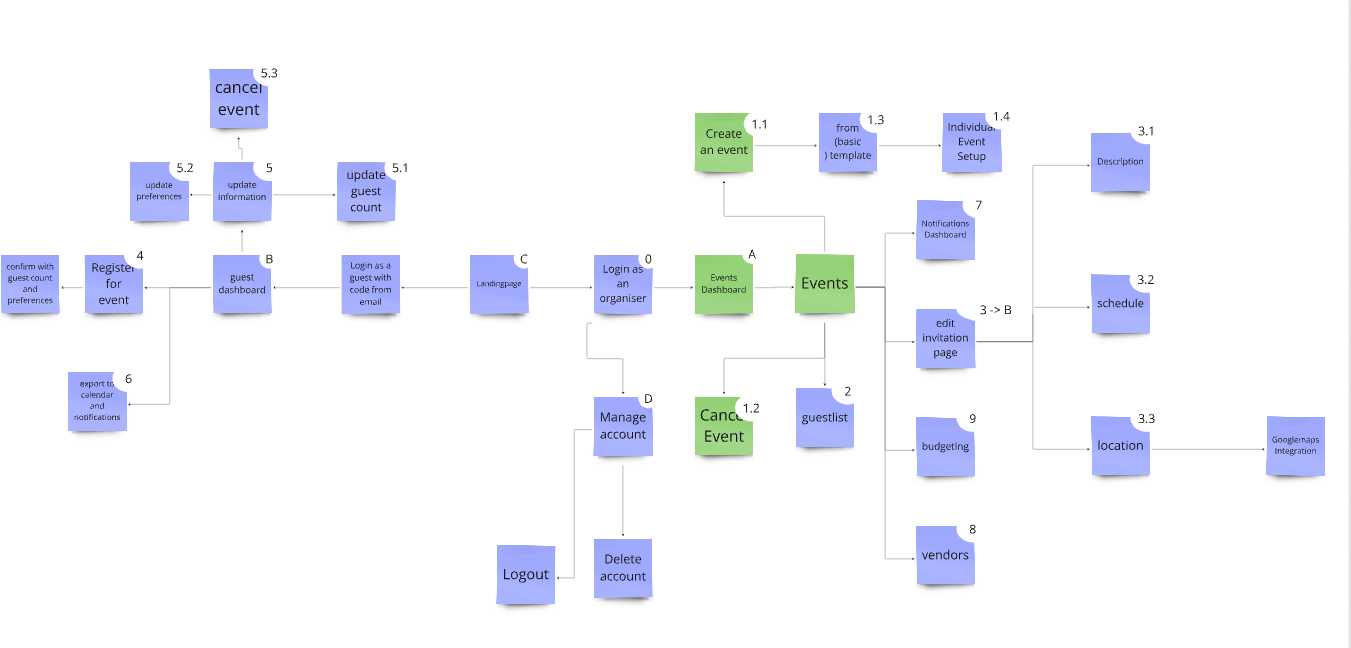 5.3
cancel
event
1.1
Create
an event
1.3
from
(basic
) template
1.4
Individual
Event
Setup
3.1
Description
5.2
update
preferences
5
update
information
5.1
update
guest
count
7
Notifications
Dashboard
confirm with
guest count
and
preferences
4
Register
for
event
B
guest
dashboard
Login as a
guest with
code from
email
C
Landingpage
0
Login as
an
organiser
A
Events
Dashboard
Events
3 -> B
edit
invitation
page
3.2
schedule
6
export to
calendar
and
notifications
D
Manage
account
1.2
Cancel
Event
2
guestlist
9
budgeting
3.3
location
Googlemaps
Integration
8
vendors
Logout
Delete
account